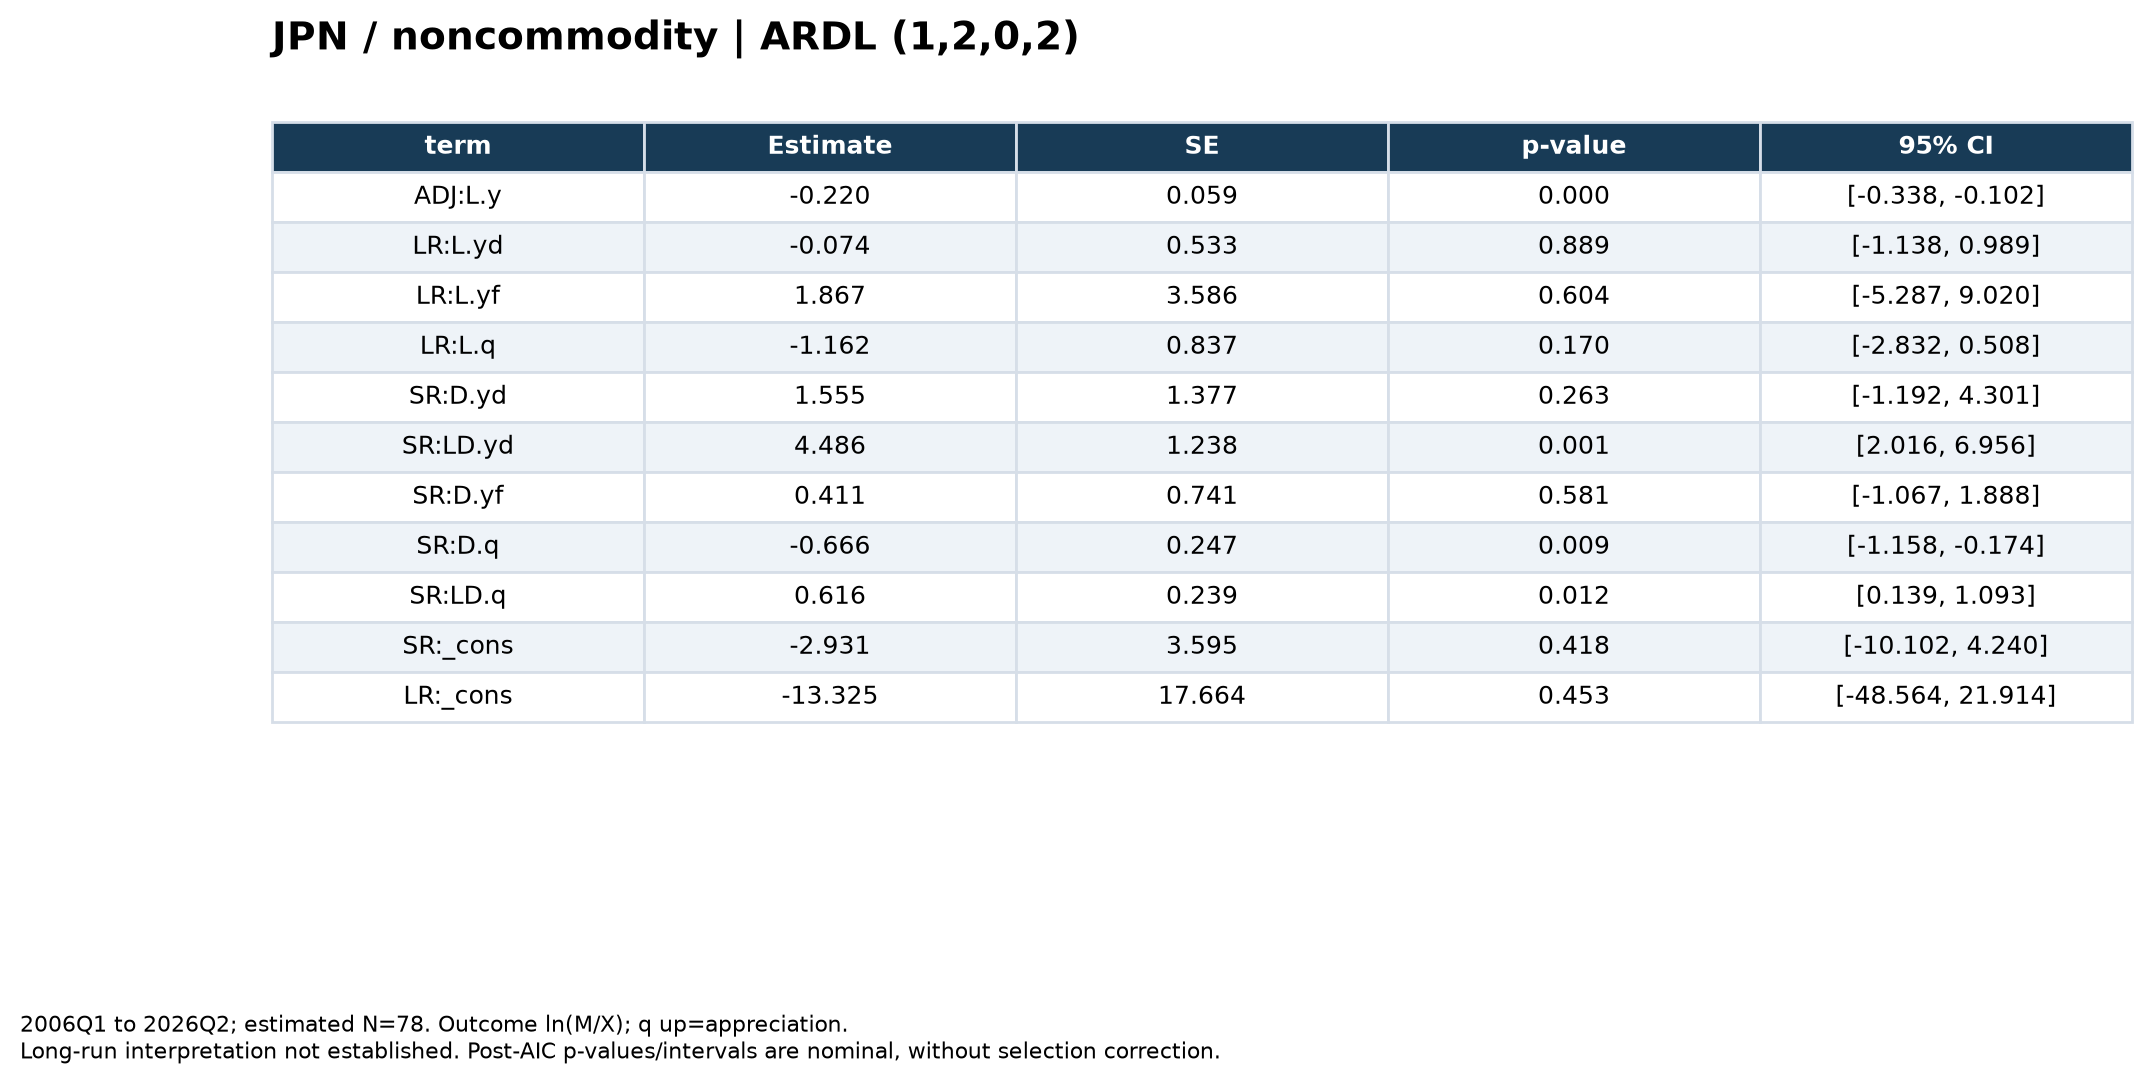 JPN / noncommodity | ARDL (1,2,0,2)
term Estimate SE p-value 95% CI
ADJ:L.y -0.220 0.059 0.000 [-0.338, -0.102]
LR:L.yd -0.074 0.533 0.889 [-1.138, 0.989]
LR:L.yf 1.867 3.586 0.604 [-5.287, 9.020]
LR:L.q -1.162 0.837 0.170 [-2.832, 0.508]
SR:D.yd 1.555 1.377 0.263 [-1.192, 4.301]
SR:LD.yd 4.486 1.238 0.001 [2.016, 6.956]
SR:D.yf 0.411 0.741 0.581 [-1.067, 1.888]
SR:D.q -0.666 0.247 0.009 [-1.158, -0.174]
SR:LD.q 0.616 0.239 0.012 [0.139, 1.093]
SR:_cons -2.931 3.595 0.418 [-10.102, 4.240]
LR:_cons -13.325 17.664 0.453 [-48.564, 21.914]
2006Q1 to 2026Q2; estimated N=78. Outcome ln(M/X); q up=appreciation.
Long-run interpretation not established. Post-AIC p-values/intervals are nominal, without selection correction.